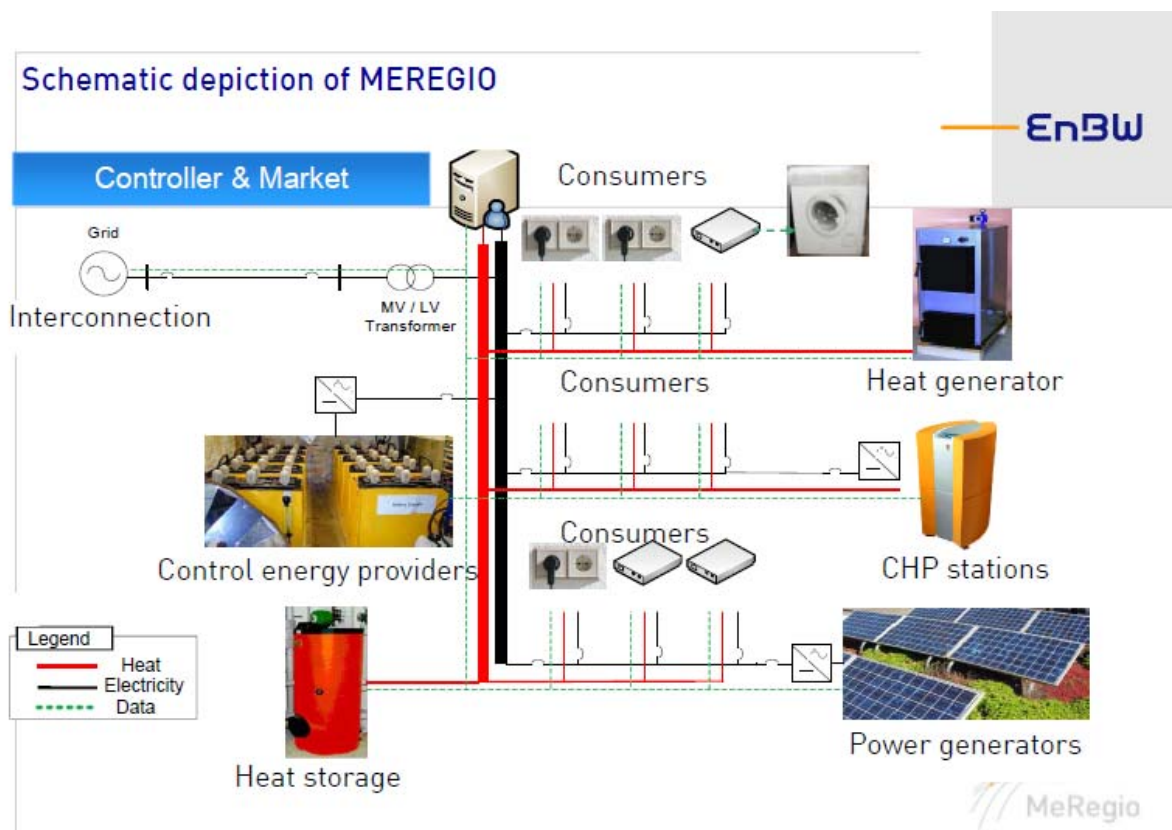 Schematic depiction of MEREGIO
EnBW
Controller & Market
Consumers
Grid
Interconnection
MV / LV
Transformer
Heat generator
Consumers
Control energy providers
Consumers
CHP stations
Legend
Heat
Electricity
Data
Heat storage
Power generators
MeRegio